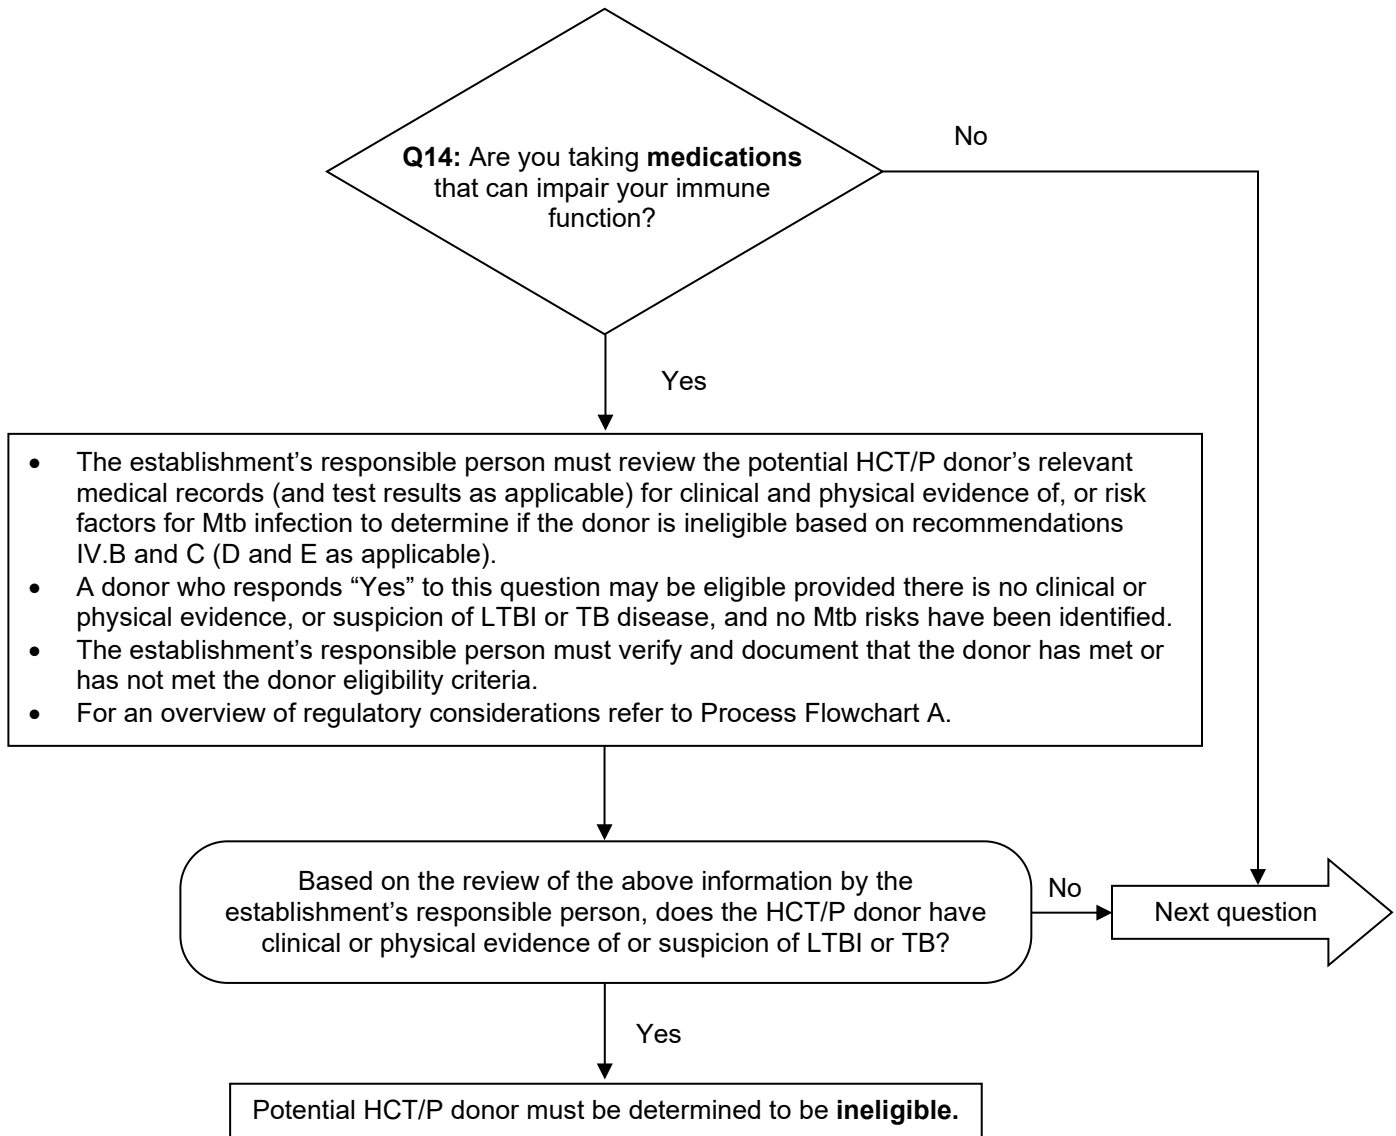 Q14: Are you taking medications
that can impair your immune
function?
No
Yes
• The establishment’s responsible person must review the potential HCT/P donor’s relevant
medical records (and test results as applicable) for clinical and physical evidence of, or risk
factors for Mtb infection to determine if the donor is ineligible based on recommendations
IV.B and C (D and E as applicable).
• A donor who responds “Yes” to this question may be eligible provided there is no clinical or
physical evidence, or suspicion of LTBI or TB disease, and no Mtb risks have been identified.
• The establishment’s responsible person must verify and document that the donor has met or
has not met the donor eligibility criteria.
• For an overview of regulatory considerations refer to Process Flowchart A.
Based on the review of the above information by the
establishment’s responsible person, does the HCT/P donor have
clinical or physical evidence of or suspicion of LTBI or TB?
No
Next question
Yes
Potential HCT/P donor must be determined to be ineligible.